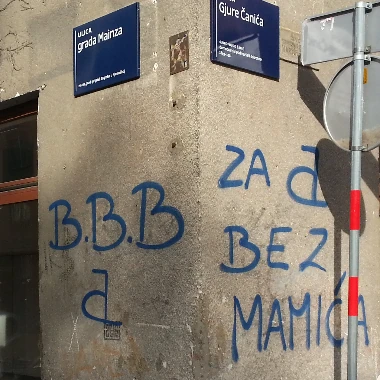 ULICA
grada Mainza
Gjure Čanića
B.B.B
đ
ZA đ
BEZ
MAMIĆA